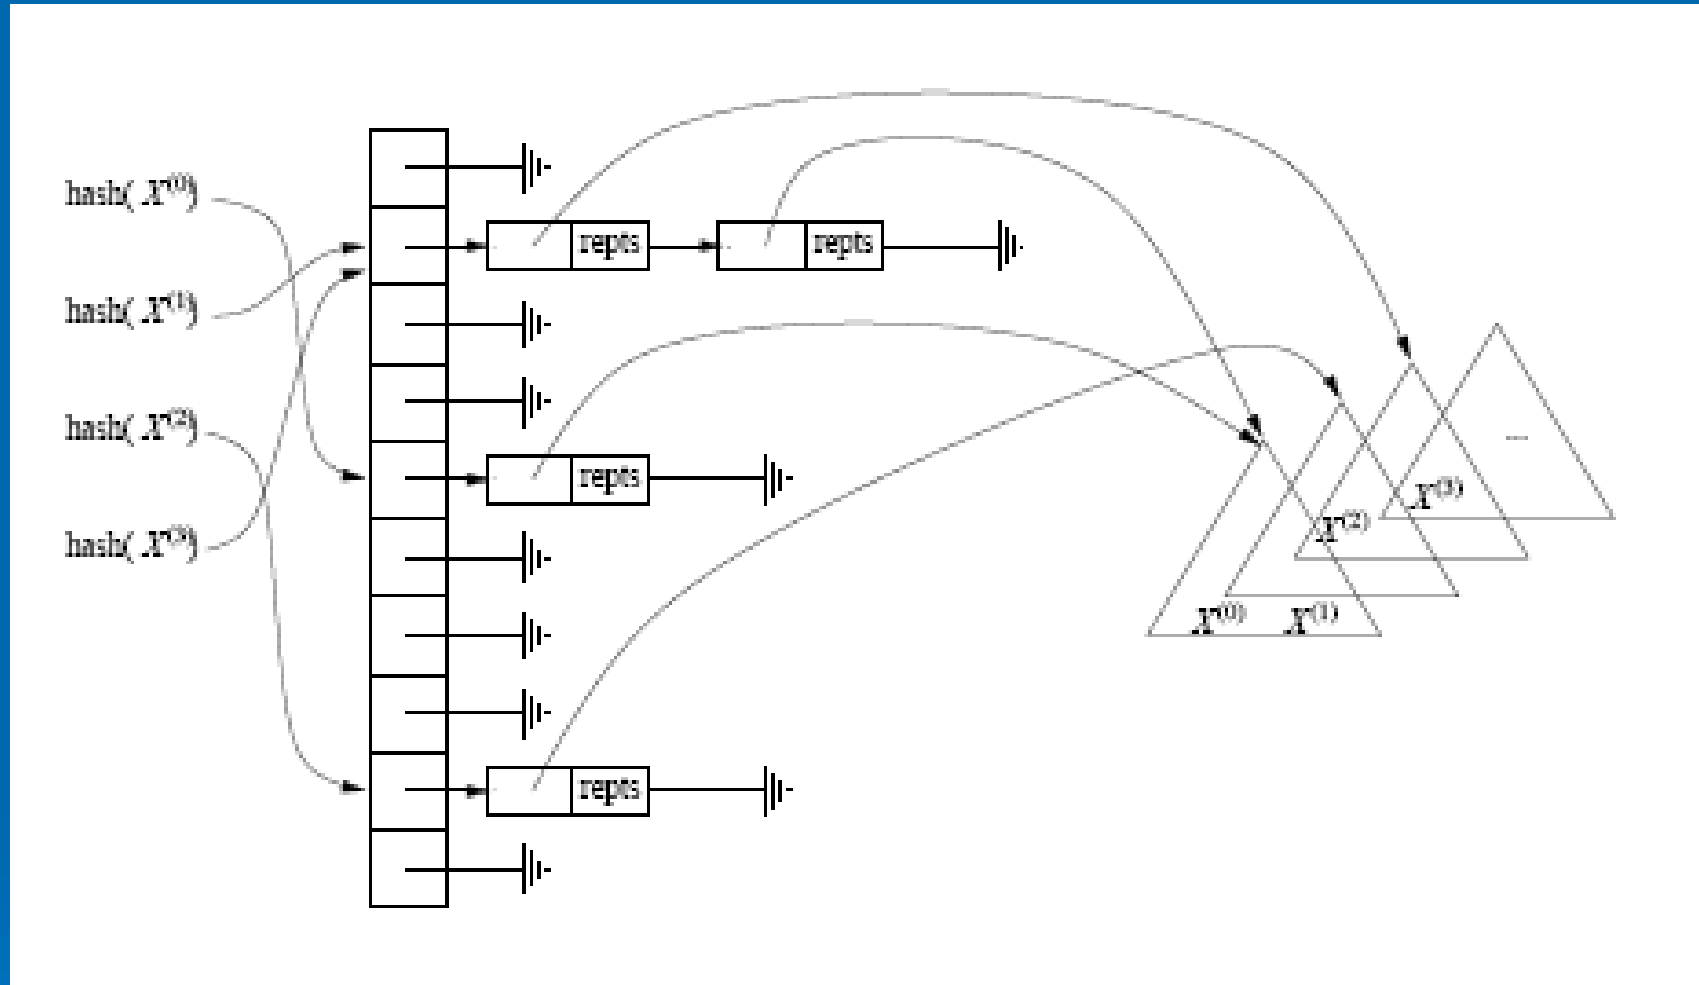 hash( X⁽⁰⁾)
hash( X⁽¹⁾)
hash( X⁽²⁾)
hash( X⁽³⁾)
repts
repts
repts
repts
X⁽³⁾
X⁽²⁾
X⁽⁰⁾ X⁽¹⁾
...